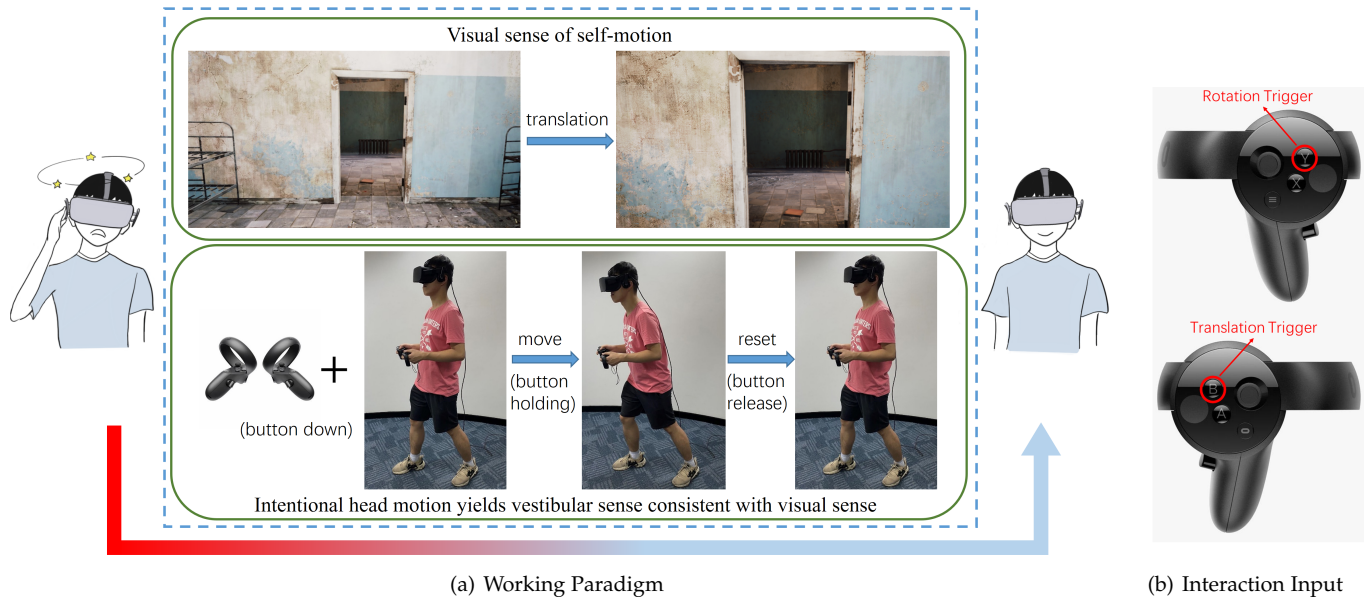 Visual sense of self-motion
translation
(button down)
+
move
(button
holding)
reset
(button
release)
Intentional head motion yields vestibular sense consistent with visual sense
(a) Working Paradigm
Rotation Trigger
Y
X
Translation Trigger
B
A
(b) Interaction Input